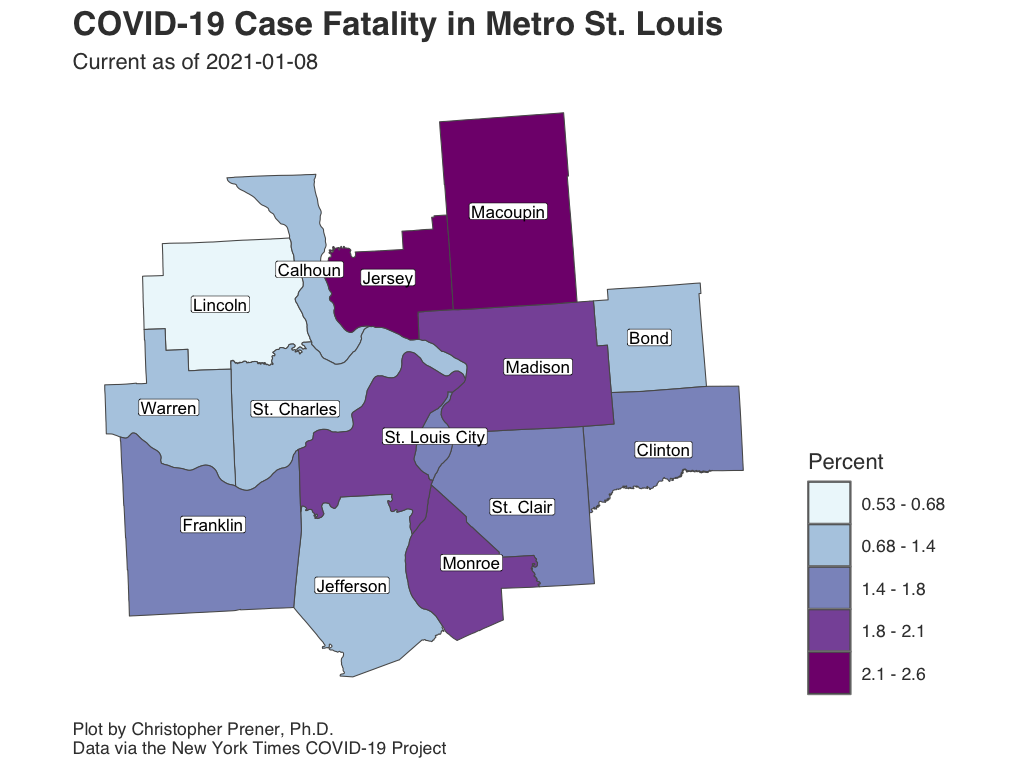 COVID-19 Case Fatality in Metro St. Louis
Current as of 2021-01-08
Macoupin
Calhoun
Jersey
Lincoln
Bond
Madison
Warren
St. Charles
St. Louis City
Clinton
St. Clair
Franklin
Monroe
Jefferson
Percent
0.53 - 0.68
0.68 - 1.4
1.4 - 1.8
1.8 - 2.1
2.1 - 2.6
Plot by Christopher Prener, Ph.D.
Data via the New York Times COVID-19 Project